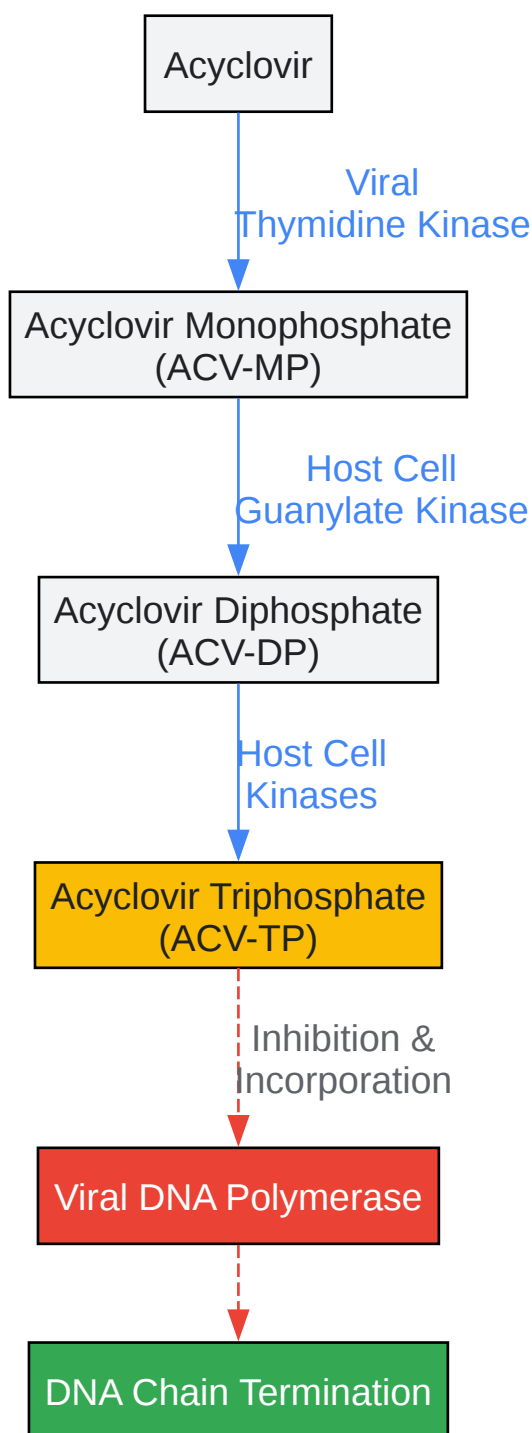 Acyclovir
Viral
Thymidine Kinase
Acyclovir Monophosphate
(ACV-MP)
Host Cell
Guanylate Kinase
Acyclovir Diphosphate
(ACV-DP)
Host Cell
Kinases
Acyclovir Triphosphate
(ACV-TP)
Inhibition &
Incorporation
Viral DNA Polymerase
DNA Chain Termination